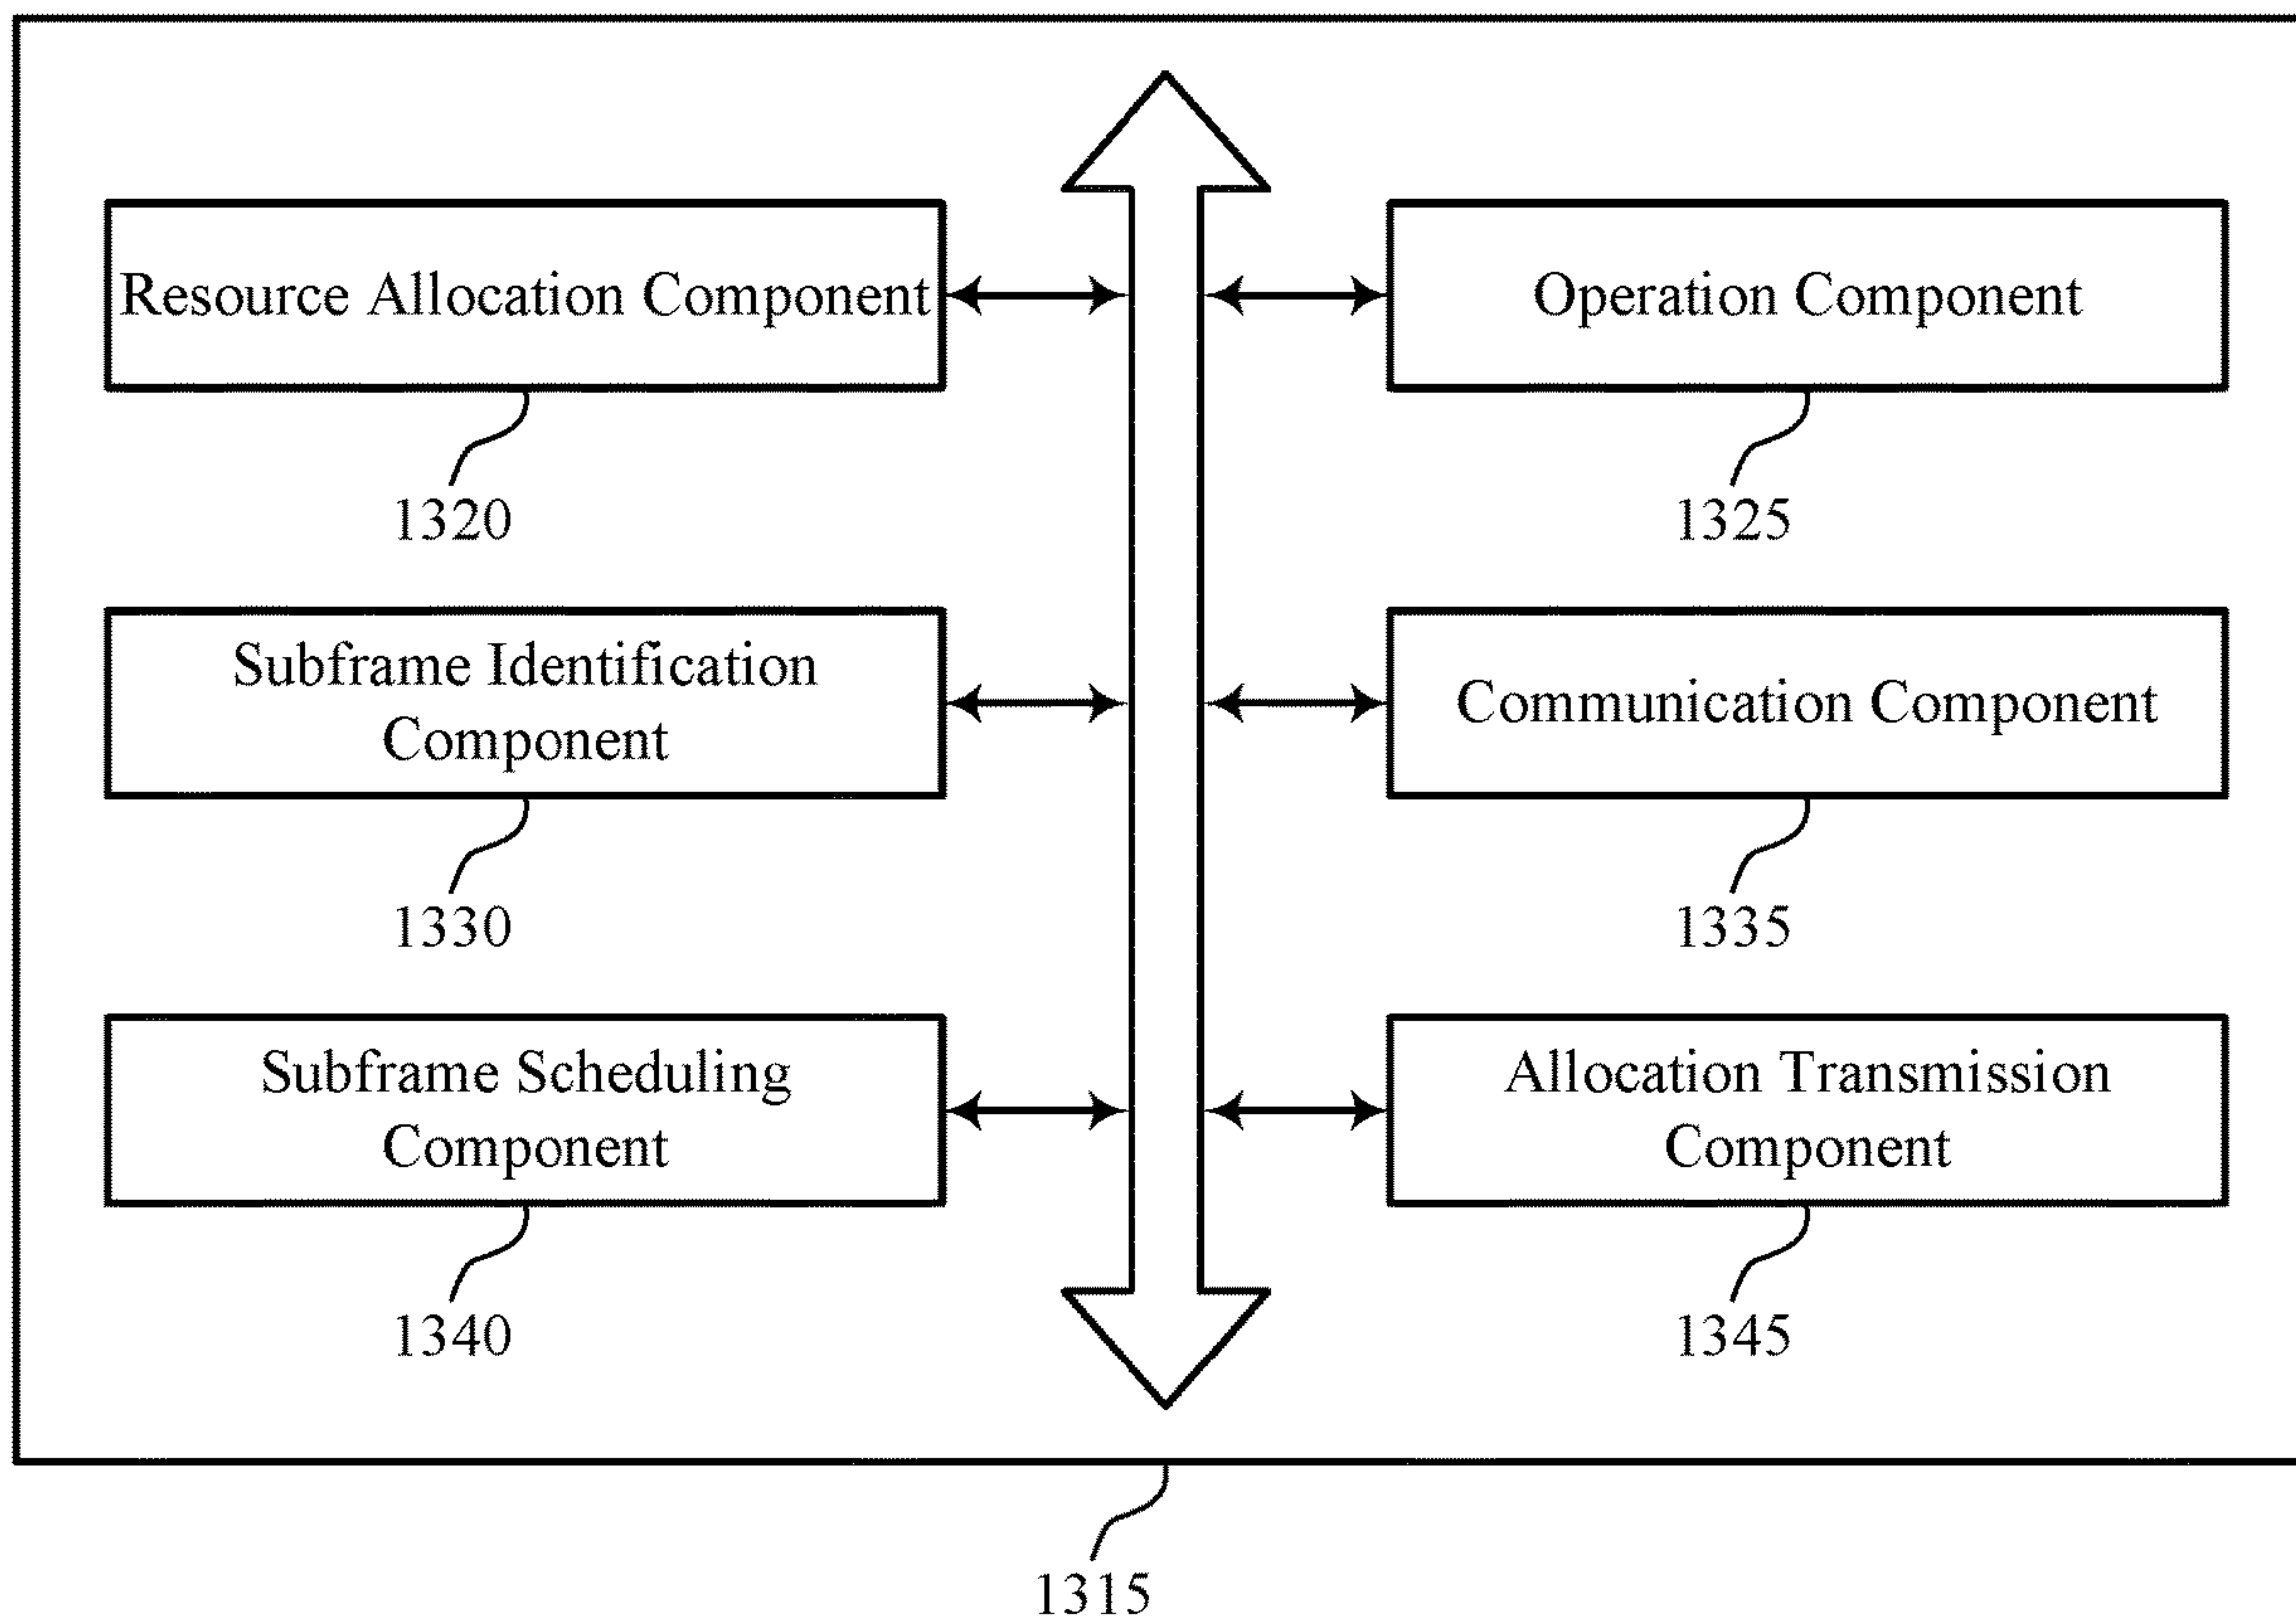 Resource Allocation Component
Operation Component
1320
1325
Subframe Identification
Component
Communication Component
1330
1335
Subframe Scheduling
Component
Allocation Transmission
Component
1340
1345
1315